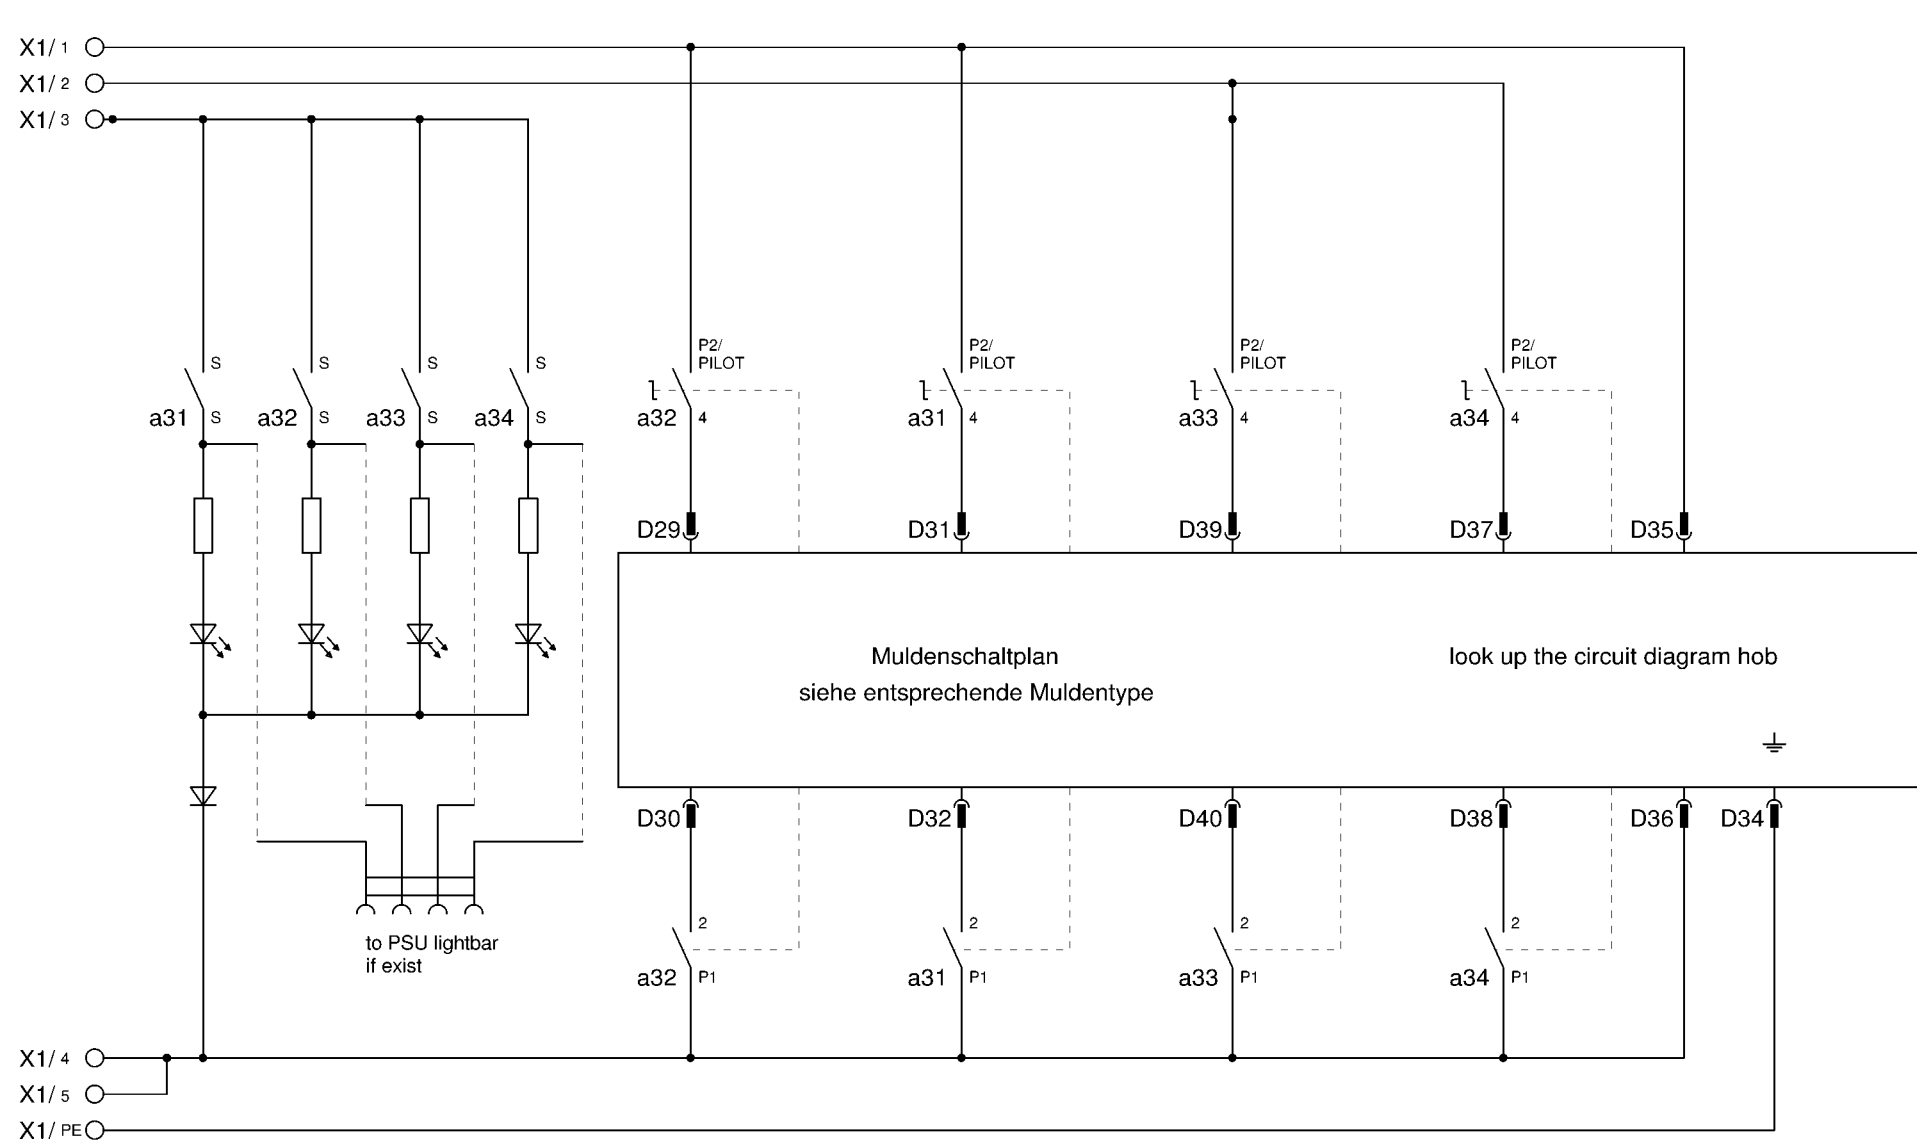 X1/ 1
X1/ 2
X1/ 3
S S S S P2/ P2/ P2/ P2/
PILOT PILOT PILOT PILOT
a31 S a32 S a33 S a34 S a32 4 a31 4 a33 4 a34 4
D29 D31 D39 D37 D35
Muldenschaltplan look up the circuit diagram hob
siehe entsprechende Muldentype
D30 D32 D40 D38 D36 D34
2 2 2 2
to PSU lightbar
if exist
a32 P1 a31 P1 a33 P1 a34 P1
X1/ 4
X1/ 5
X1/ PE